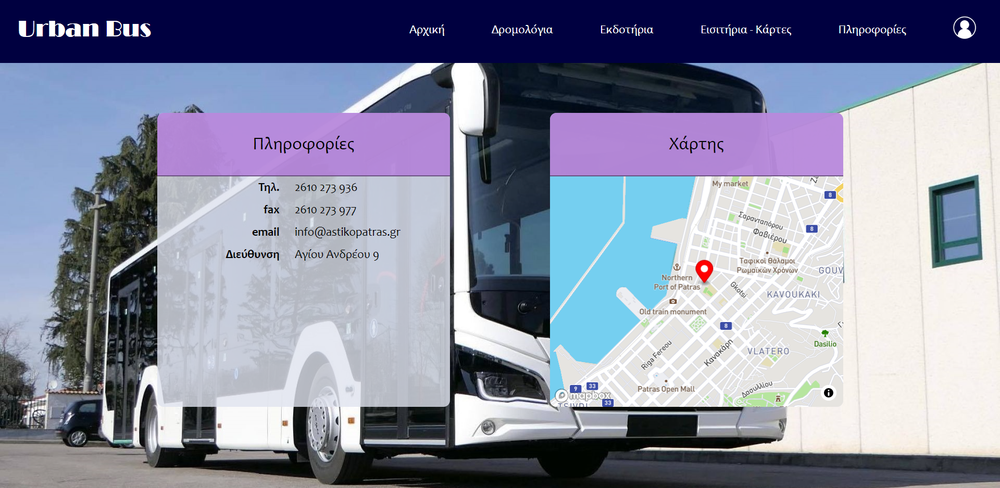 Urban Bus
Αρχική
Δρομολόγια
Εκδοτήρια
Εισιτήρια - Κάρτες
Πληροφορίες
Πληροφορίες
Τηλ. 2610 273 936
fax 2610 273 977
email info@astikopatras.gr
Διεύθυνση Αγίου Ανδρέου 9
Χάρτης
My market
8
Σαρανταπόρου
8
Φαβιέρου
Ταφικοί Θάλαμοι
Ρωμαϊκών Χρόνων
GOUV
Northern
Port of Patras
Gkotsi
KAVOUKAKI
Old train monument
8
Dasilio
Riga Fereou
Κανακάρη
VLATERO
Patras Open Mall
Δασυλλίου
9
33
mapbox
33